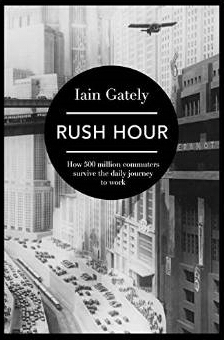 Iain Gately
RUSH HOUR
How 500 million commuters
survive the daily journey
to work